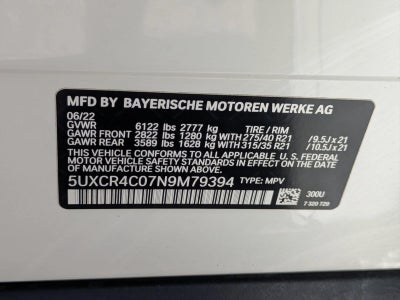 MFD BY BAYERISCHE MOTOREN WERKE AG
06/22
GVWR 6122 lbs 2777 kg TIRE / RIM
GAWR FRONT 2822 lbs 1280 kg WITH 275/40 R21 / 9.5J x 21
GAWR REAR 3589 lbs 1628 kg WITH 315/35 R21 / 10.5J x 21
THIS VEHICLE CONFORMS TO ALL APPLICABLE U. S. FEDERAL
MOTOR VEHICLE SAFETY STANDARDS IN EFFECT ON THE DATE
OF MANUFACTURE SHOWN ABOVE.
5UXCR4C07N9M79394 TYPE: MPV
300U
7 320 729